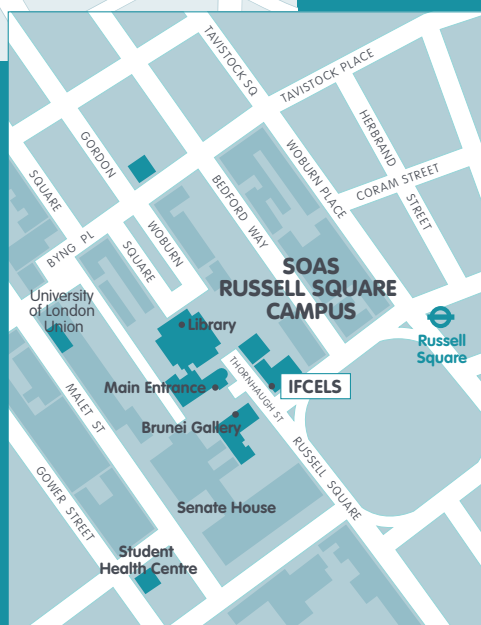 TAVISTOCK SQ
TAVISTOCK PLACE
GORDON
SQUARE
HERBRAND
STREET
WOBURN PLACE
CORAM STREET
BEDFORD WAY
BYNG PL
WOBURN
SQUARE
SOAS
RUSSELL SQUARE
CAMPUS
University
of London
Union
Library
Russell
Square
THORNHAUGH ST
Main Entrance
IFCELS
MALET ST
Brunei Gallery
RUSSELL SQUARE
GOWER STREET
Senate House
Student
Health Centre